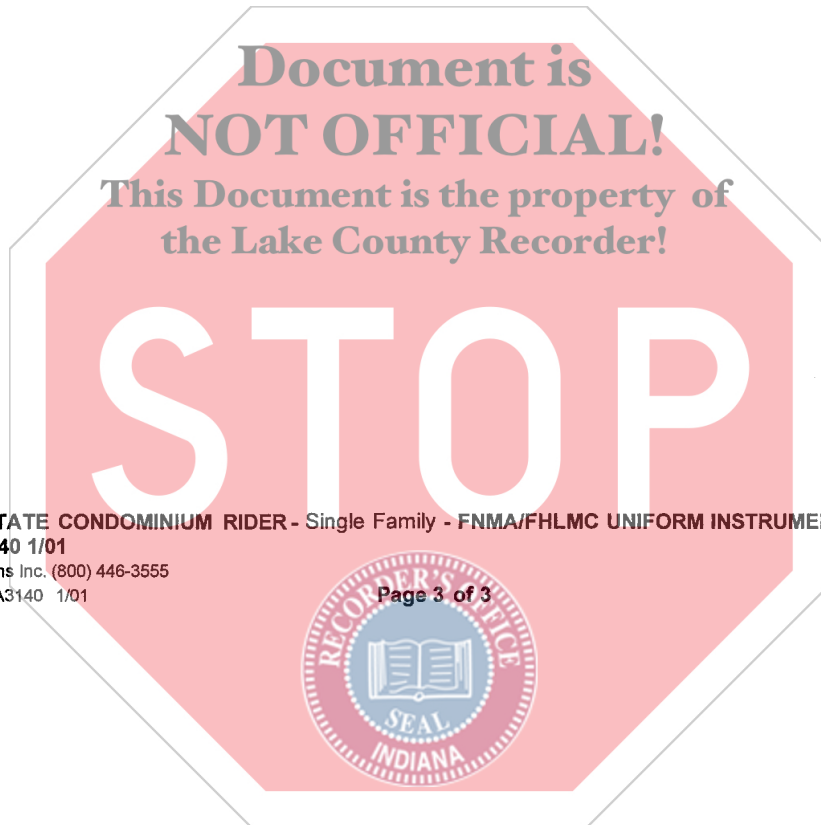 Document is
NOT OFFICIAL!
This Document is the property of
the Lake County Recorder!
STOP
TATE CONDOMINIUM RIDER - Single Family - FNMA/FHLMC UNIFORM INSTRUME
40 1/01
ns Inc. (800) 446-3555
A3140 1/01 Page 3 of 3
RECORDER'S OFFICE
SEAL
INDIANA